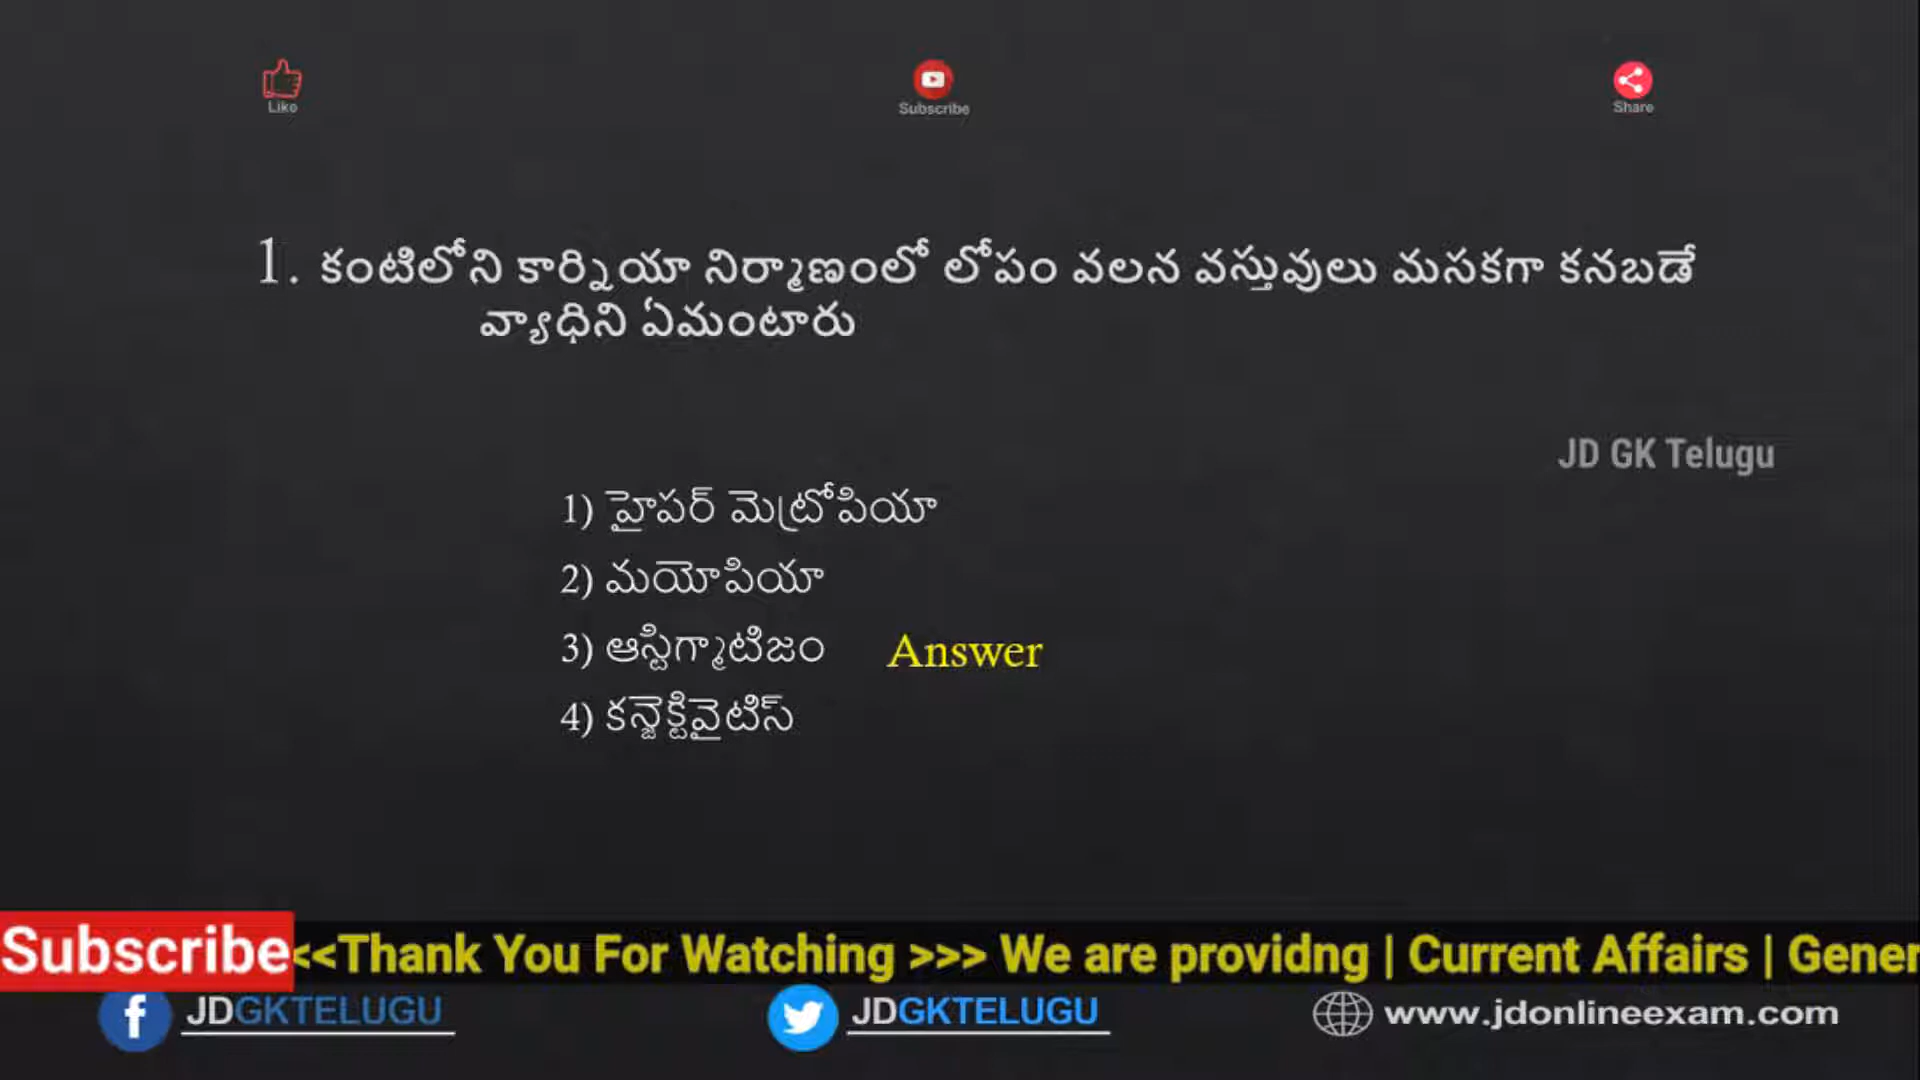 Like
Subscribe
Share
1. కంటిలోని కార్నియా నిర్మాణంలో లోపం వలన వస్తువులు మసకగా కనబడే
వ్యాధిని ఏమంటారు
JD GK Telugu
1) హైపర్ మెట్రోపియా
2) మయోపియా
3) ఆస్టిగ్మాటిజం Answer
4) కన్జెక్టివైటిస్
Subscribe <<Thank You For Watching >>> We are providng | Current Affairs | Gener
JDGKTELUGU
JDGKTELUGU
www.jdonlineexam.com